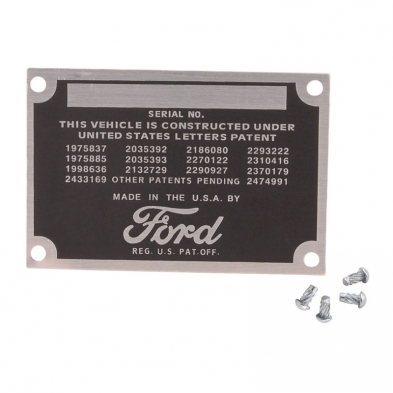 SERIAL NO.
THIS VEHICLE IS CONSTRUCTED UNDER
UNITED STATES LETTERS PATENT
1975837 2035392 2186080 2293222
1975885 2035393 2270122 2310416
1998636 2132729 2290927 2370179
2433169 OTHER PATENTS PENDING 2474991
MADE IN THE U.S.A. BY
Ford
REG. U.S. PAT. OFF.